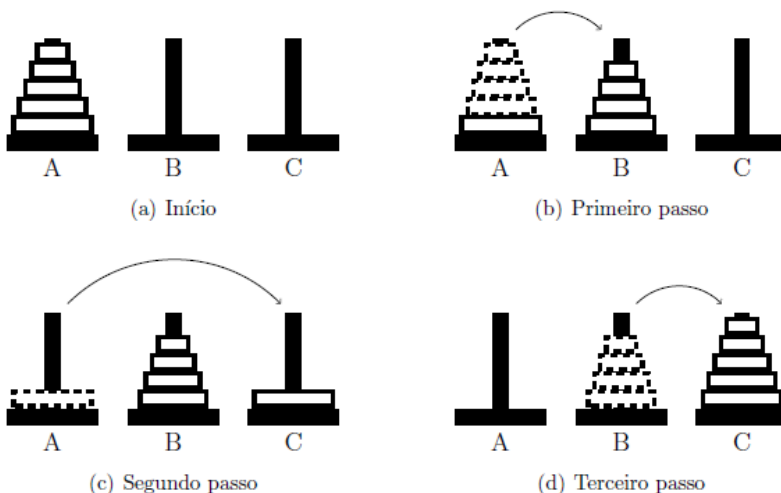 A B C
(a) Início
A B C
(b) Primeiro passo
A B C
(c) Segundo passo
A B C
(d) Terceiro passo